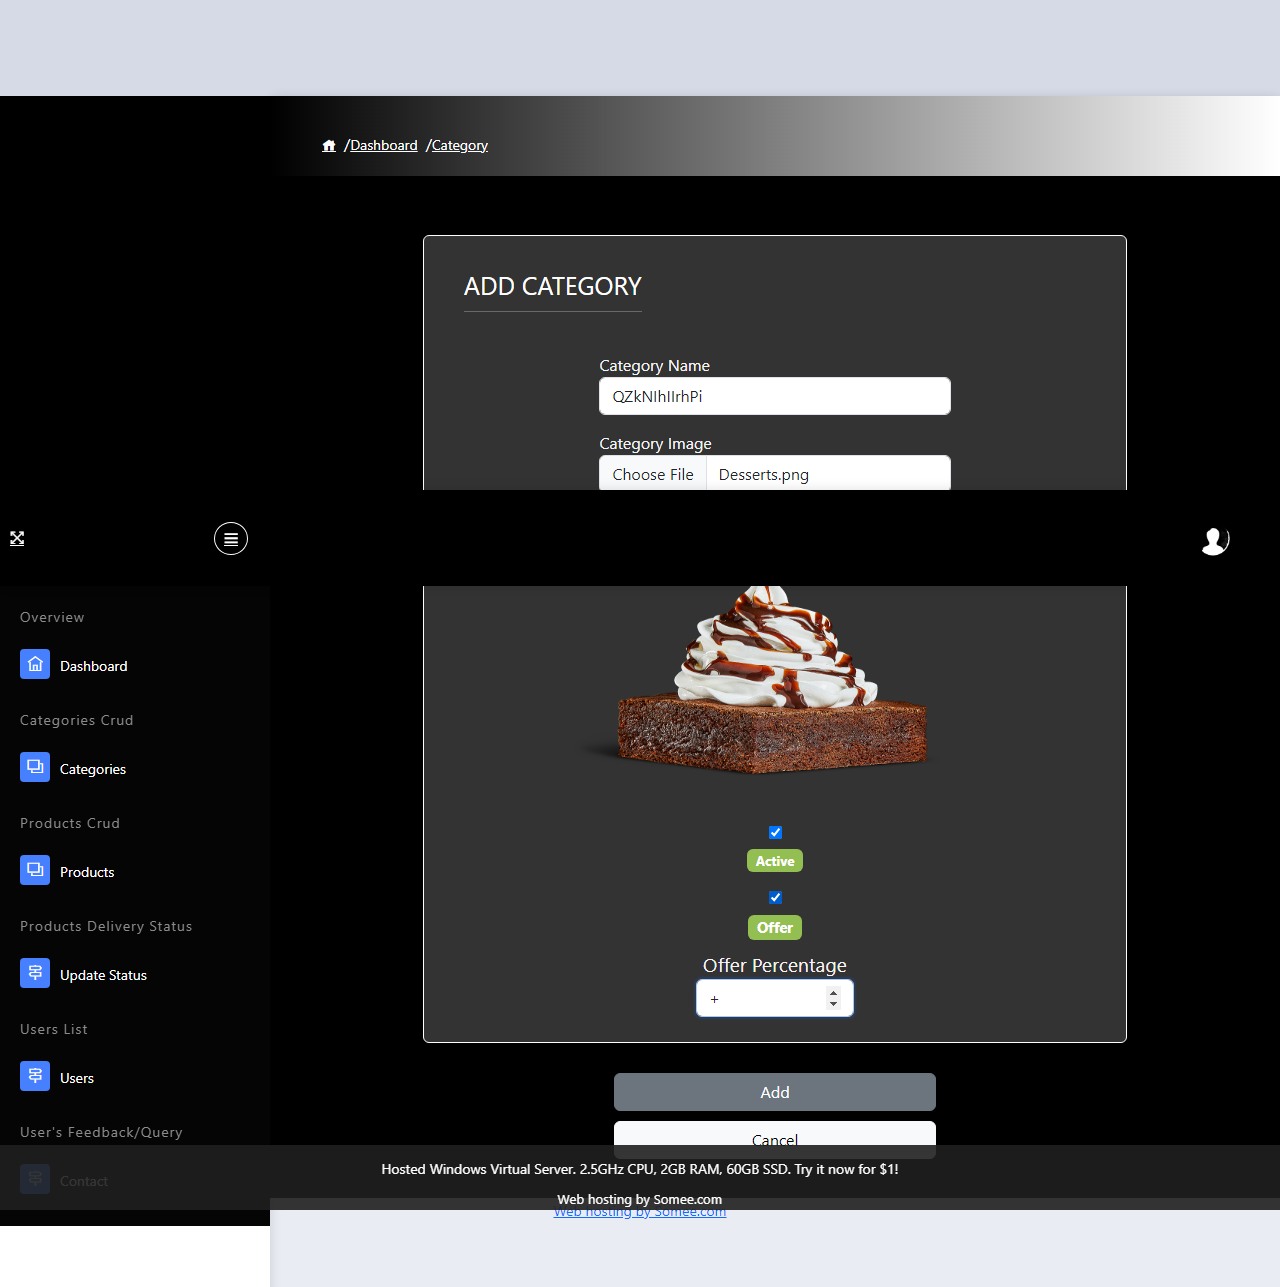 /Dashboard /Category
ADD CATEGORY
Category Name
QZkNIhIIrhPi
Category Image
Choose File Desserts.png
Overview
Dashboard
Categories Crud
Categories
Products Crud
Products
Products Delivery Status
Update Status
Users List
Users
User's Feedback/Query
Contact
Active
Offer
Offer Percentage
+
Add
Cancel
Hosted Windows Virtual Server. 2.5GHz CPU, 2GB RAM, 60GB SSD. Try it now for $1!
Web hosting by Somee.com
Web hosting by Somee.com